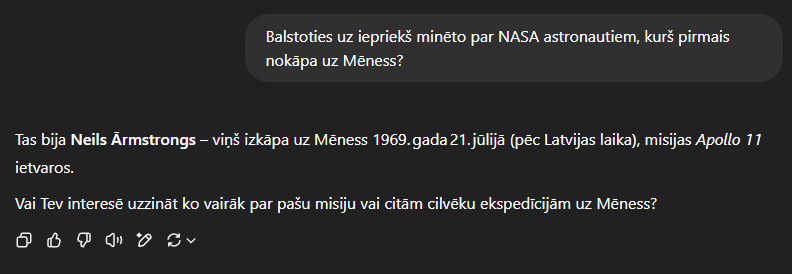 Balstoties uz iepriekš minēto par NASA astronautiem, kurš pirmais
nokāpa uz Mēness?
Tas bija Neils Ārmstrongs – viņš izkāpa uz Mēness 1969. gada 21. jūlijā (pēc Latvijas laika), misijas Apollo 11
ietvaros.
Vai Tev interesē uzzināt ko vairāk par pašu misiju vai citām cilvēku ekspedīcijām uz Mēness?